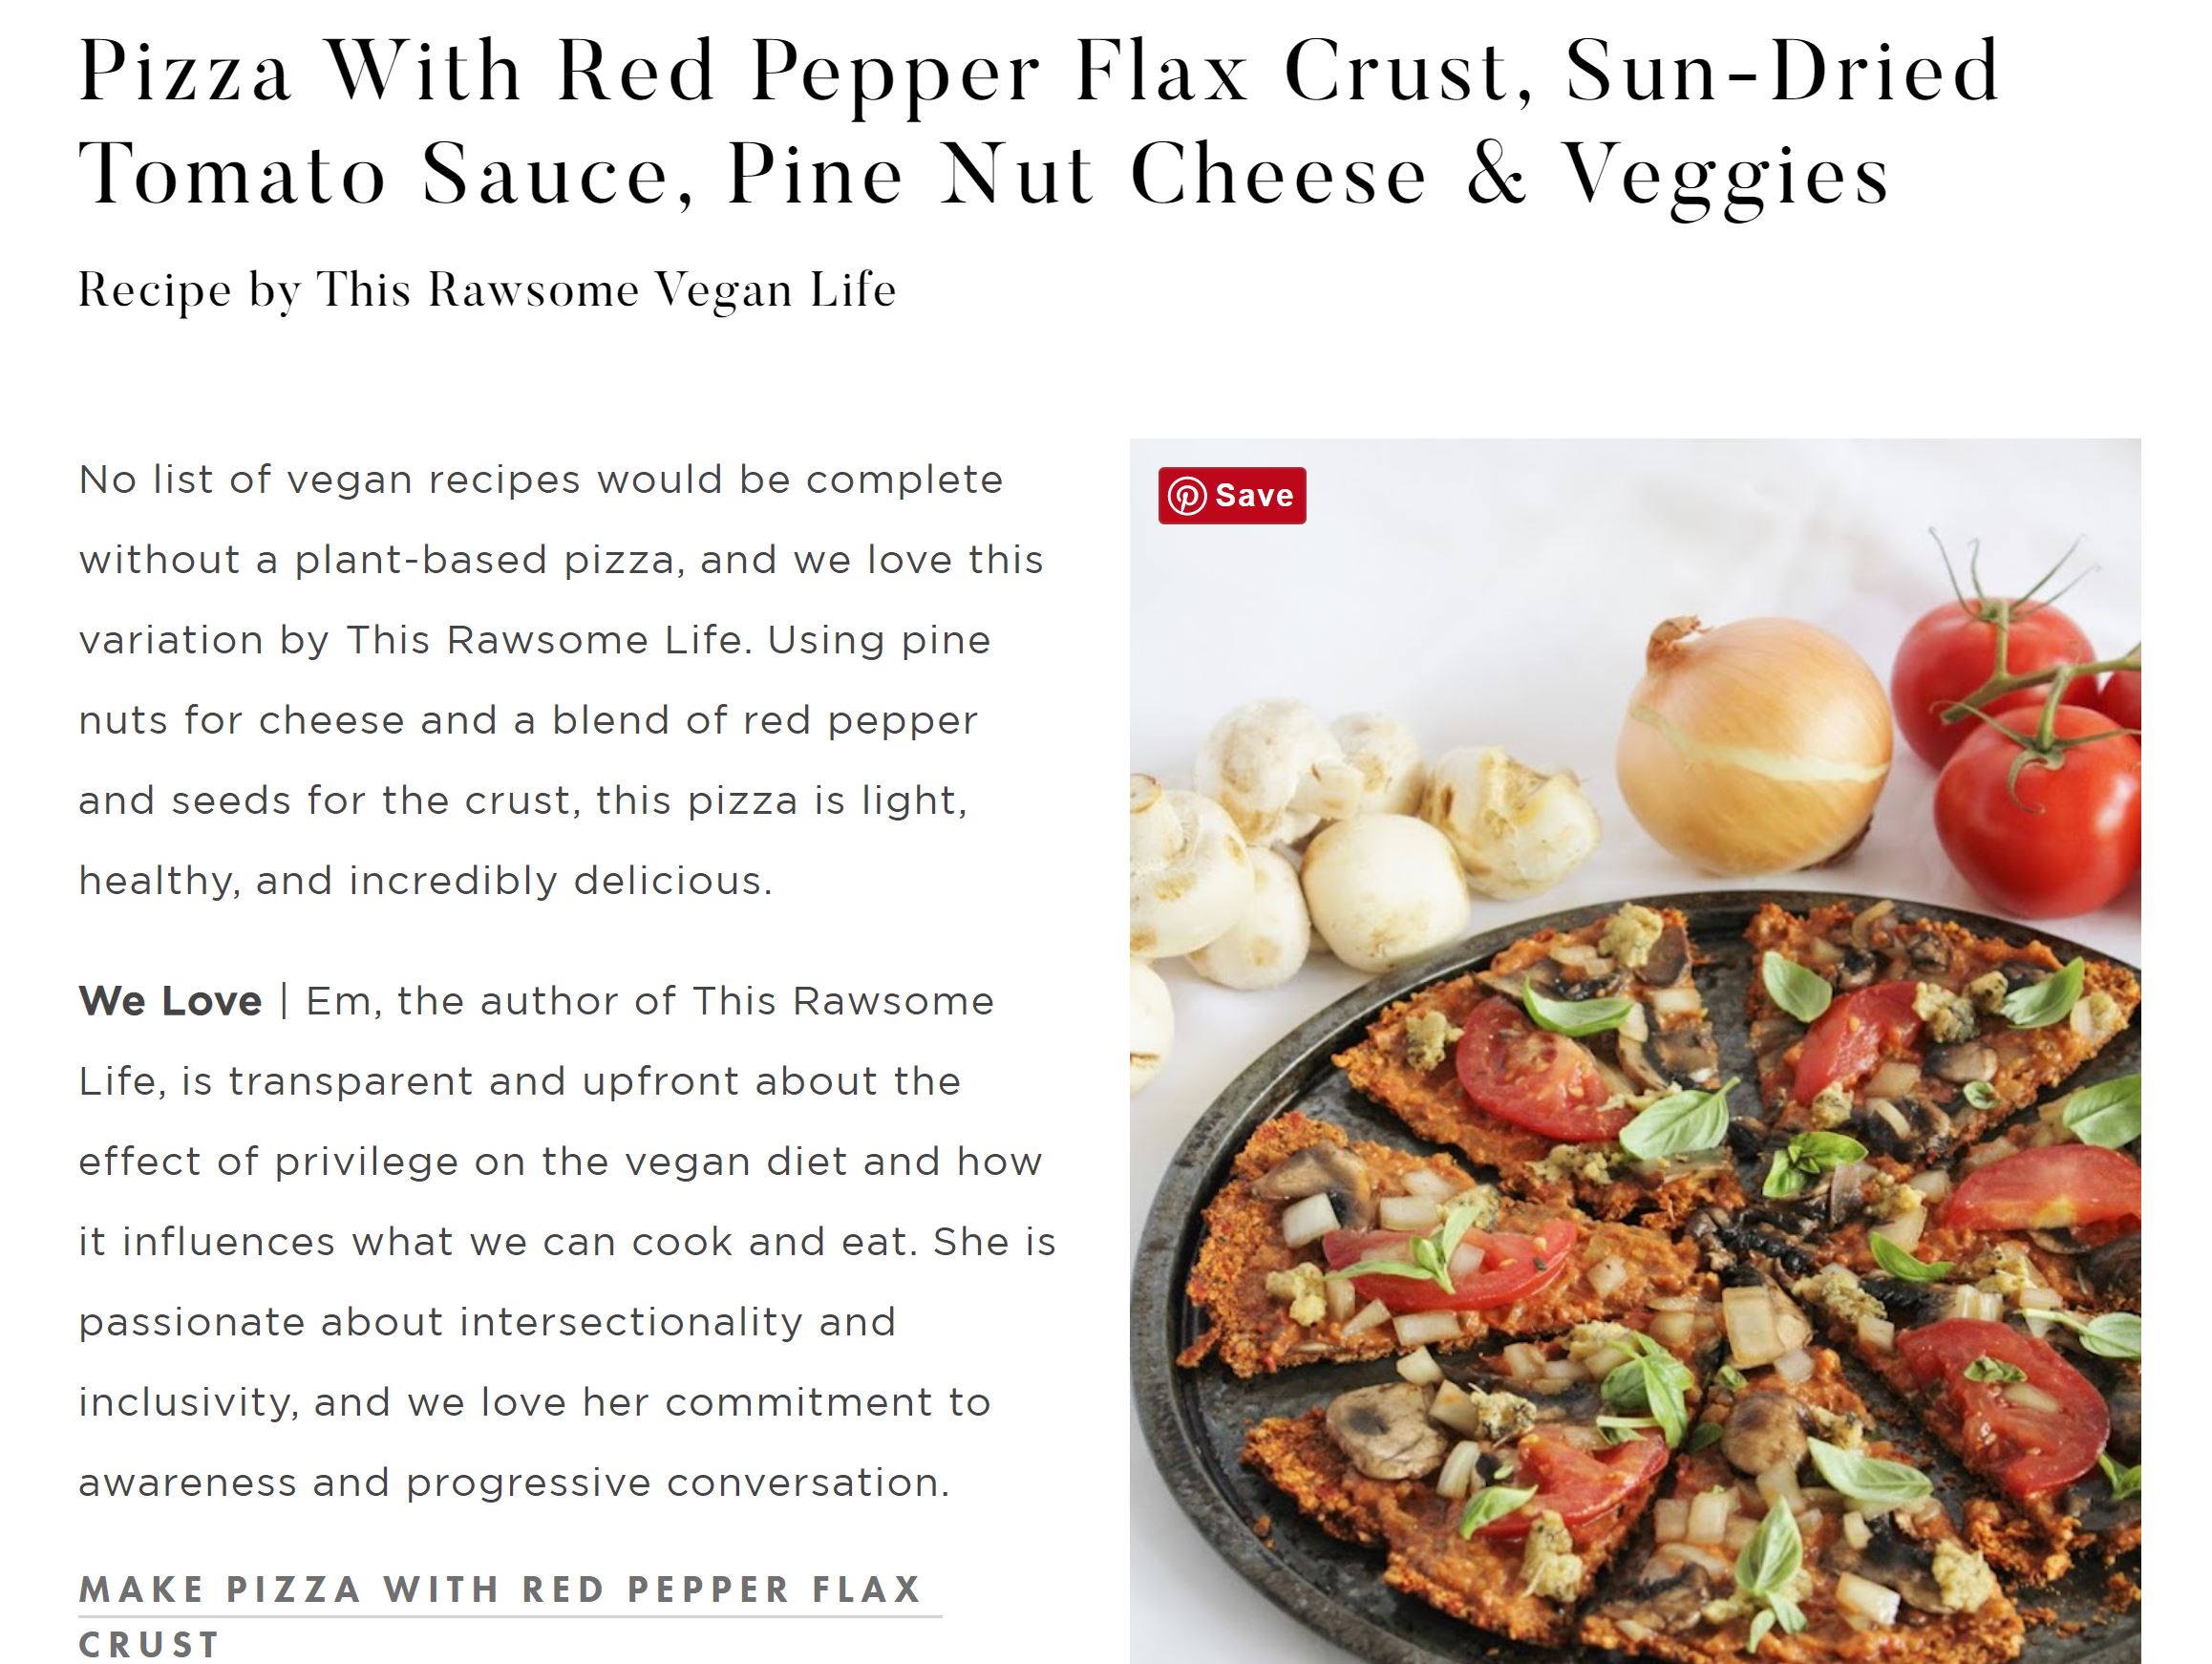 Pizza With Red Pepper Flax Crust, Sun-Dried
Tomato Sauce, Pine Nut Cheese & Veggies
Recipe by This Rawsome Vegan Life
No list of vegan recipes would be complete
without a plant-based pizza, and we love this
variation by This Rawsome Life. Using pine
nuts for cheese and a blend of red pepper
and seeds for the crust, this pizza is light,
healthy, and incredibly delicious.
We Love | Em, the author of This Rawsome
Life, is transparent and upfront about the
effect of privilege on the vegan diet and how
it influences what we can cook and eat. She is
passionate about intersectionality and
inclusivity, and we love her commitment to
awareness and progressive conversation.
MAKE PIZZA WITH RED PEPPER FLAX
CRUST
Save